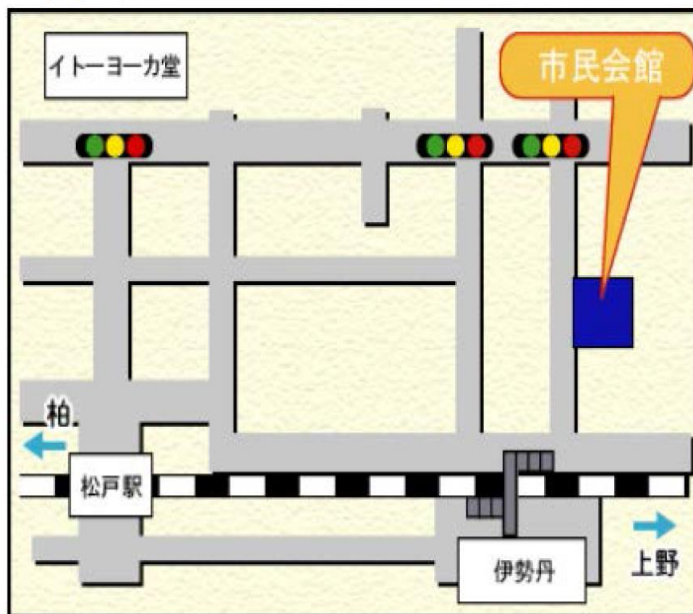 イトーヨーカ堂
市民会館
柏
松戸駅
伊勢丹
上野